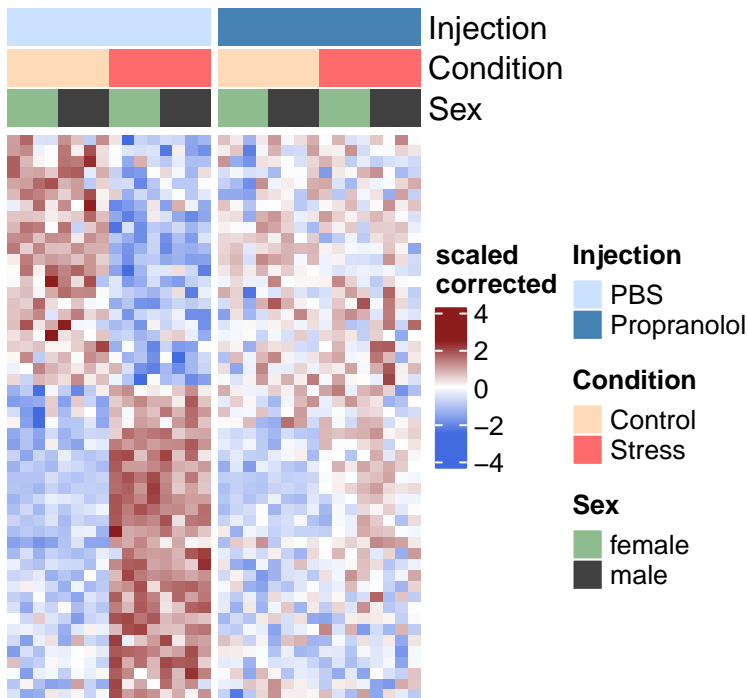 Injection
Condition
Sex
scaled
corrected
4
2
0
−2
−4
Injection
PBS
Propranolol
Condition
Control
Stress
Sex
female
male